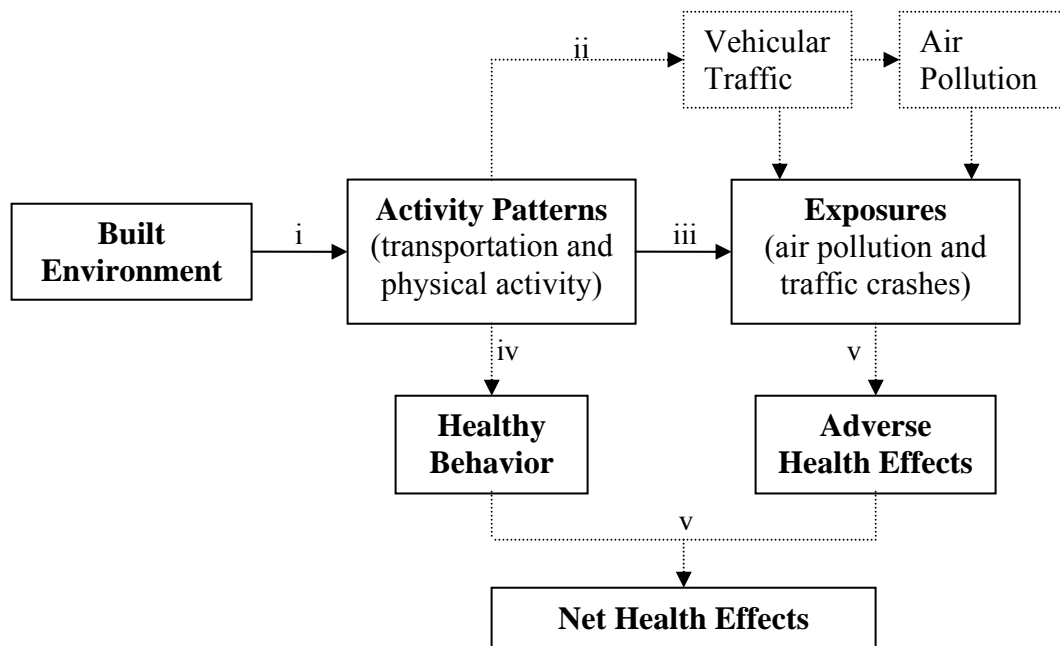 ii
Vehicular
Traffic
Air
Pollution
Built
Environment
i
Activity Patterns
(transportation and
physical activity)
iii
Exposures
(air pollution and
traffic crashes)
iv
v
Healthy
Behavior
Adverse
Health Effects
v
Net Health Effects